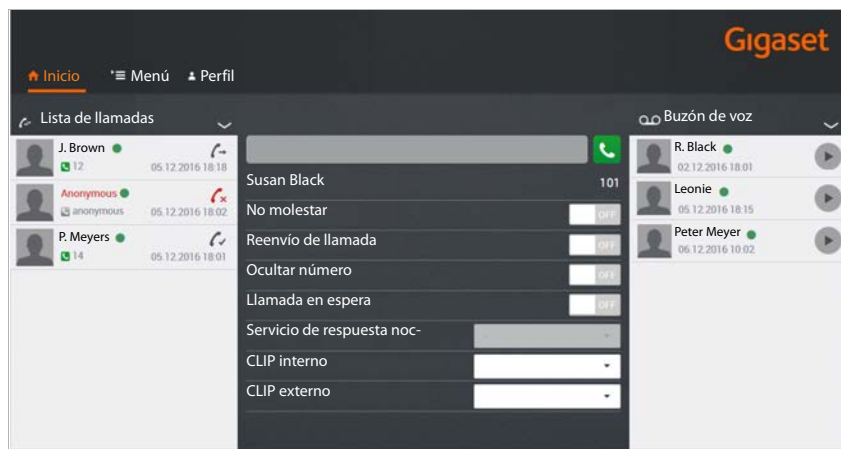 Gigaset
Inicio Menú Perfil
Lista de llamadas
J. Brown
12 05.12.2016 18:18
Anonymous
anonymous 05.12.2016 18:02
P. Meyers
14 05.12.2016 18:01
Susan Black 101
No molestar OFF
Reenvío de llamada OFF
Ocultar número OFF
Llamada en espera OFF
Servicio de respuesta noc-
CLIP interno
CLIP externo
Buzón de voz
R. Black
02.12.2016 18.01
Leonie
05.12.2016 18:15
Peter Meyer
06.12.2016 10:02